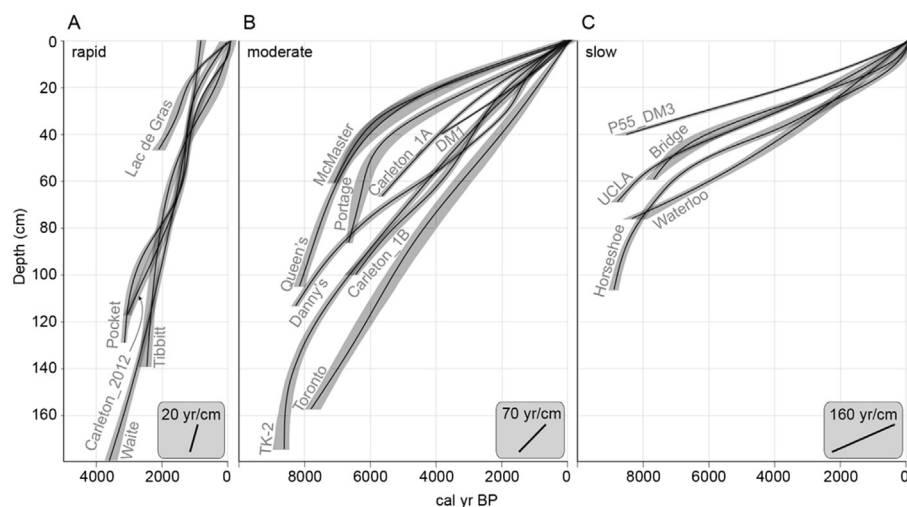 A
B
C
rapid
moderate
slow
0
20
40
60
80
100
120
140
160
Depth (cm)
Lac de Gras
Pocket
Carleton_2012
Tibbitt
Waite
20 yr/cm
McMaster
Portage
Carleton_1A
DM1
Queen's
Danny's
Carleton_1B
Toronto
TK-2
70 yr/cm
P55_DM3
Bridge
UCLA
Waterloo
Horseshoe
160 yr/cm
4000 2000 0
8000 6000 4000 2000 0
8000 6000 4000 2000 0
cal yr BP